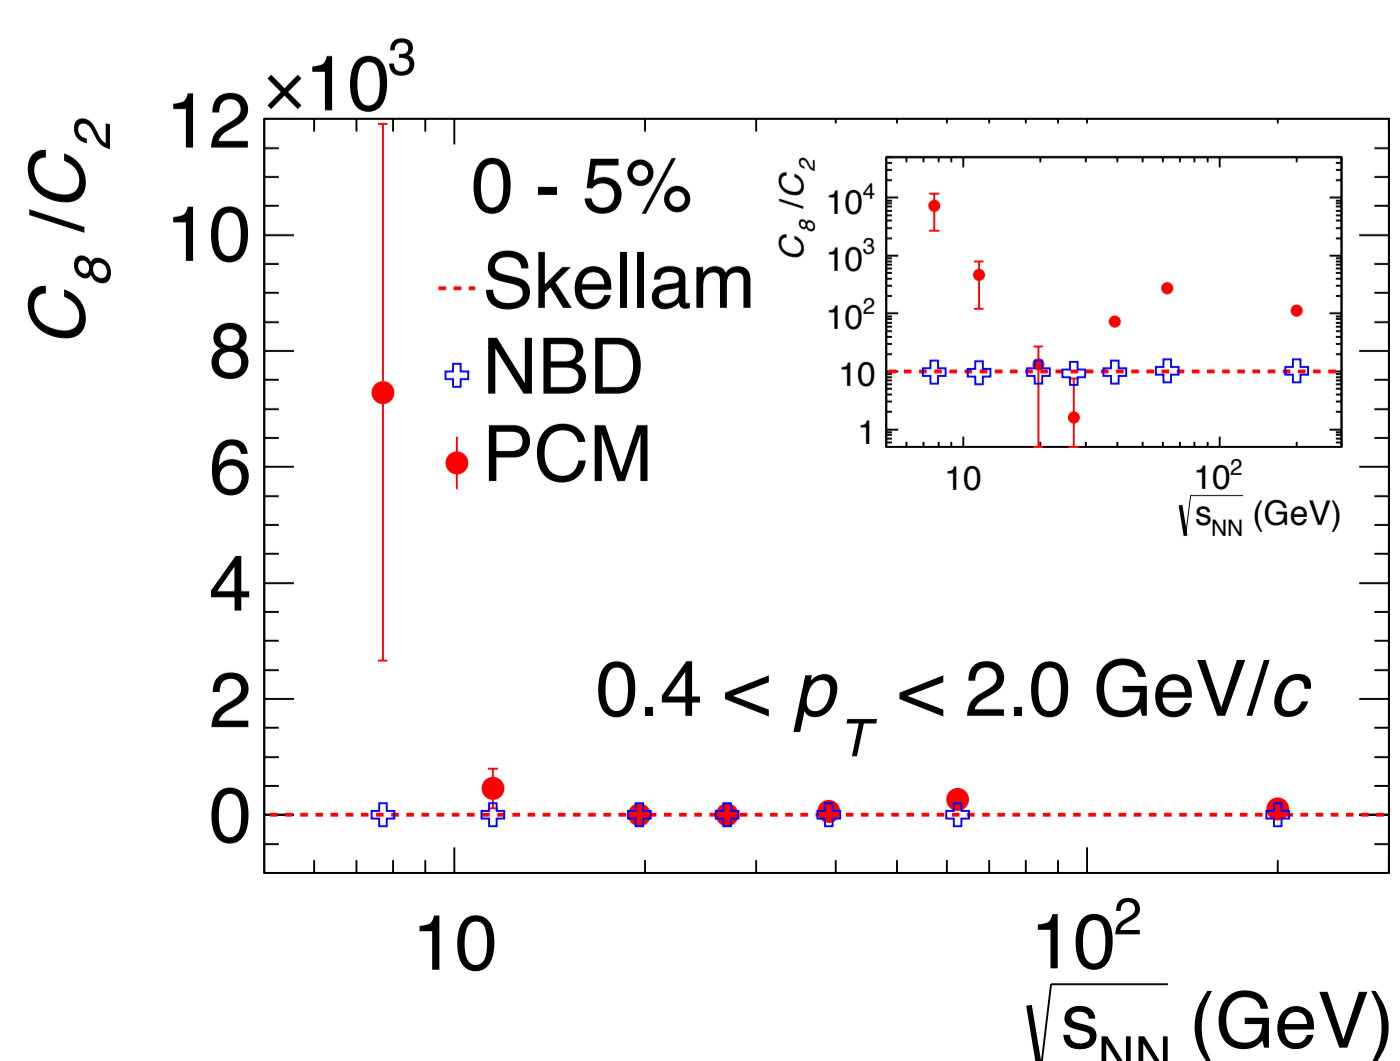 ×10³
C₈/C₂
12
10
8
6
4
2
0
0 - 5%
Skellam
NBD
PCM
0.4 < p_T < 2.0 GeV/c
10
10²
√s_NN (GeV)
C₈/C₂
10⁴
10³
10²
10
1
10
10²
√s_NN (GeV)